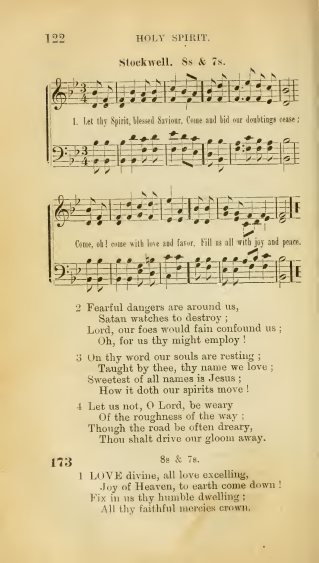 122 HOLY SPIRIT.
Stockwell. 8s & 7s.
1. Let thy Spirit, blessed Saviour, Come and bid our doubtings cease ;
Come, oh! come with love and favor, Fill us all with joy and peace.
2 Fearful dangers are around us,
Satan watches to destroy ;
Lord, our foes would fain confound us ;
Oh, for us thy might employ !
3 On thy word our souls are resting ;
Taught by thee, thy name we love ;
Sweetest of all names is Jesus ;
How it doth our spirits move !
4 Let us not, O Lord, be weary
Of the roughness of the way ;
Though the road be often dreary,
Thou shalt drive our gloom away.
173 8s & 7s.
1 LOVE divine, all love excelling,
Joy of Heaven, to earth come down !
Fix in us thy humble dwelling ;
All thy faithful mercies crown.